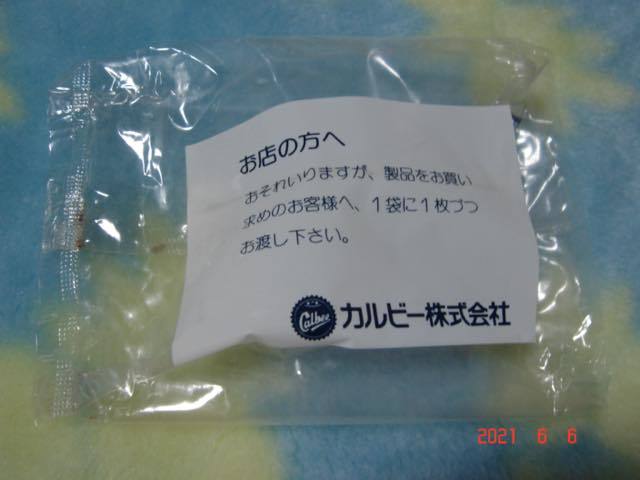 お店の方へ
おそれいりますが、製品をお買い
求めのお客様へ、1袋に1枚づつ
お渡し下さい。
Calbee カルビー株式会社
2021 6 6